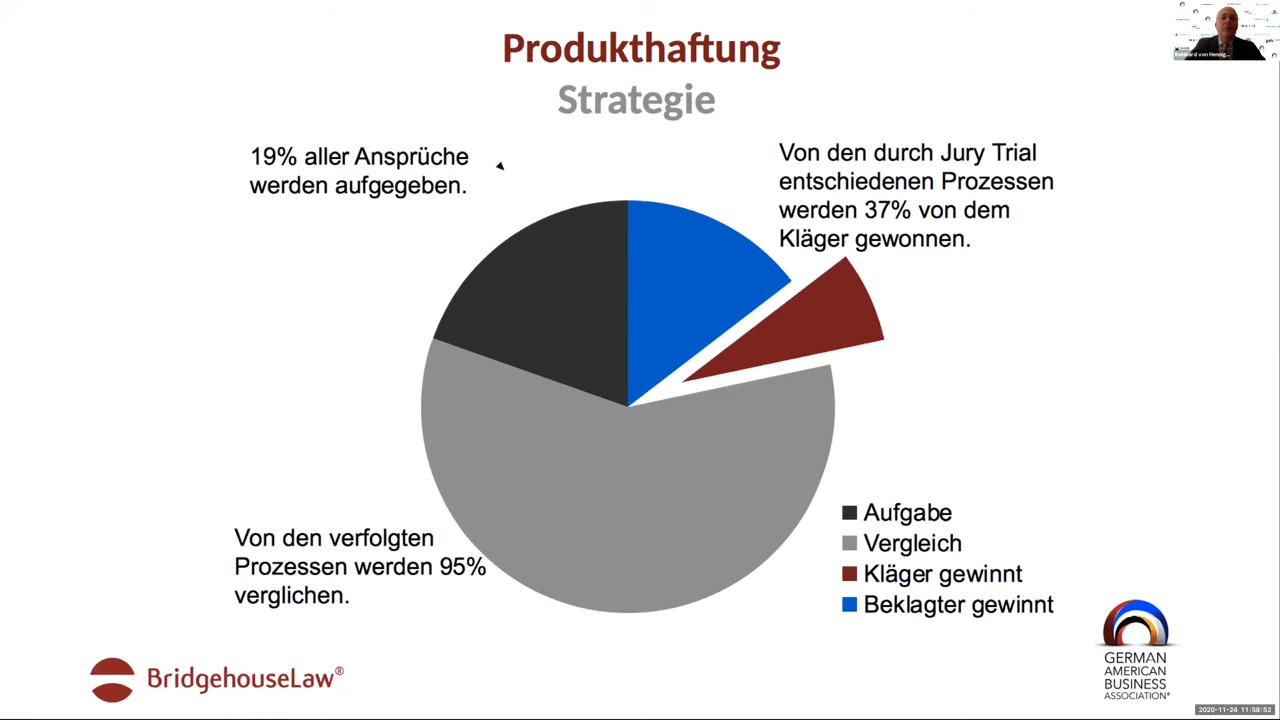 Produkthaftung
Strategie
19% aller Ansprüche
werden aufgegeben.
Von den durch Jury Trial
entschiedenen Prozessen
werden 37% von dem
Kläger gewonnen.
Von den verfolgten
Prozessen werden 95%
verglichen.
Aufgabe
Vergleich
Kläger gewinnt
Beklagter gewinnt
BridgehouseLaw®
GERMAN
AMERICAN
BUSINESS
ASSOCIATION®
2020-11-24 11:58:52